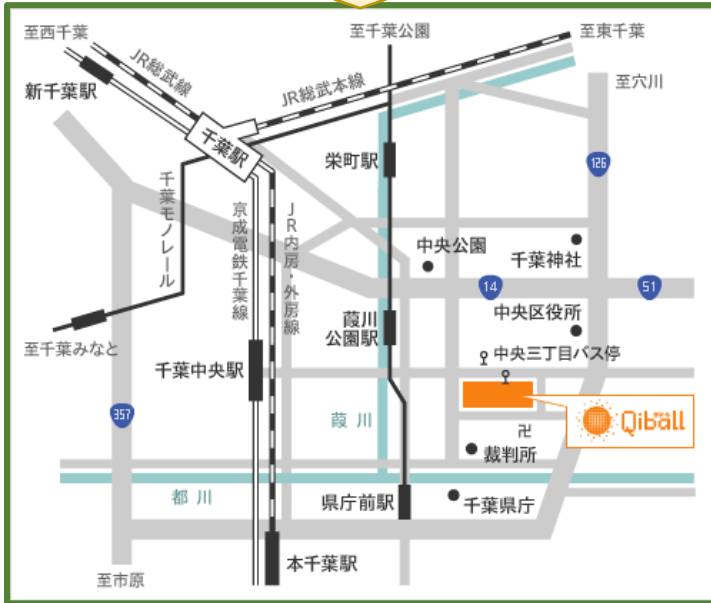 至西千葉
至千葉公園
至東千葉
JR総武線
JR総武本線
新千葉駅
至穴川
千葉駅
栄町駅
126
千葉モノレール
京成電鉄千葉線
JR内房・外房線
中央公園
千葉神社
14
51
中央区役所
葭川
公園駅
至千葉みなと
中央三丁目バス停
千葉中央駅
357
葭川
Qiball
卍
裁判所
都川
県庁前駅
千葉県庁
本千葉駅
至市原